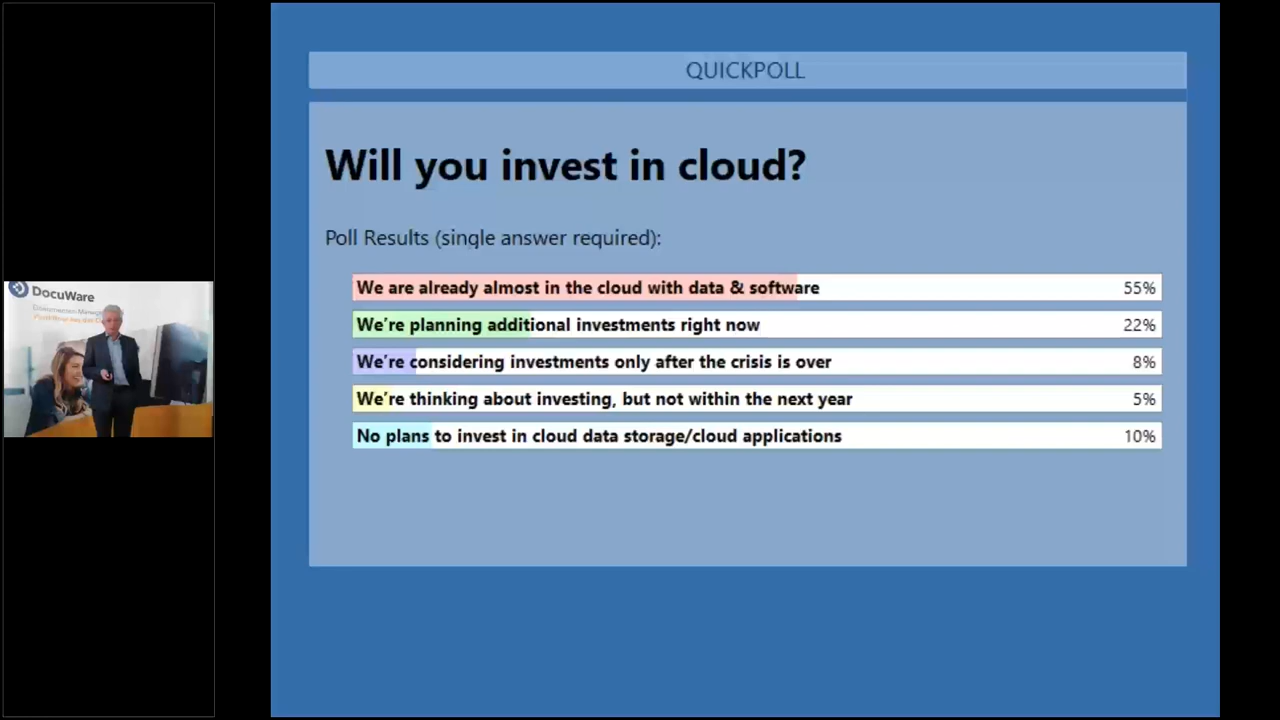 QUICKPOLL
Will you invest in cloud?
Poll Results (single answer required):
We are already almost in the cloud with data & software 55%
We’re planning additional investments right now 22%
We’re considering investments only after the crisis is over 8%
We’re thinking about investing, but not within the next year 5%
No plans to invest in cloud data storage/cloud applications 10%
DocuWare